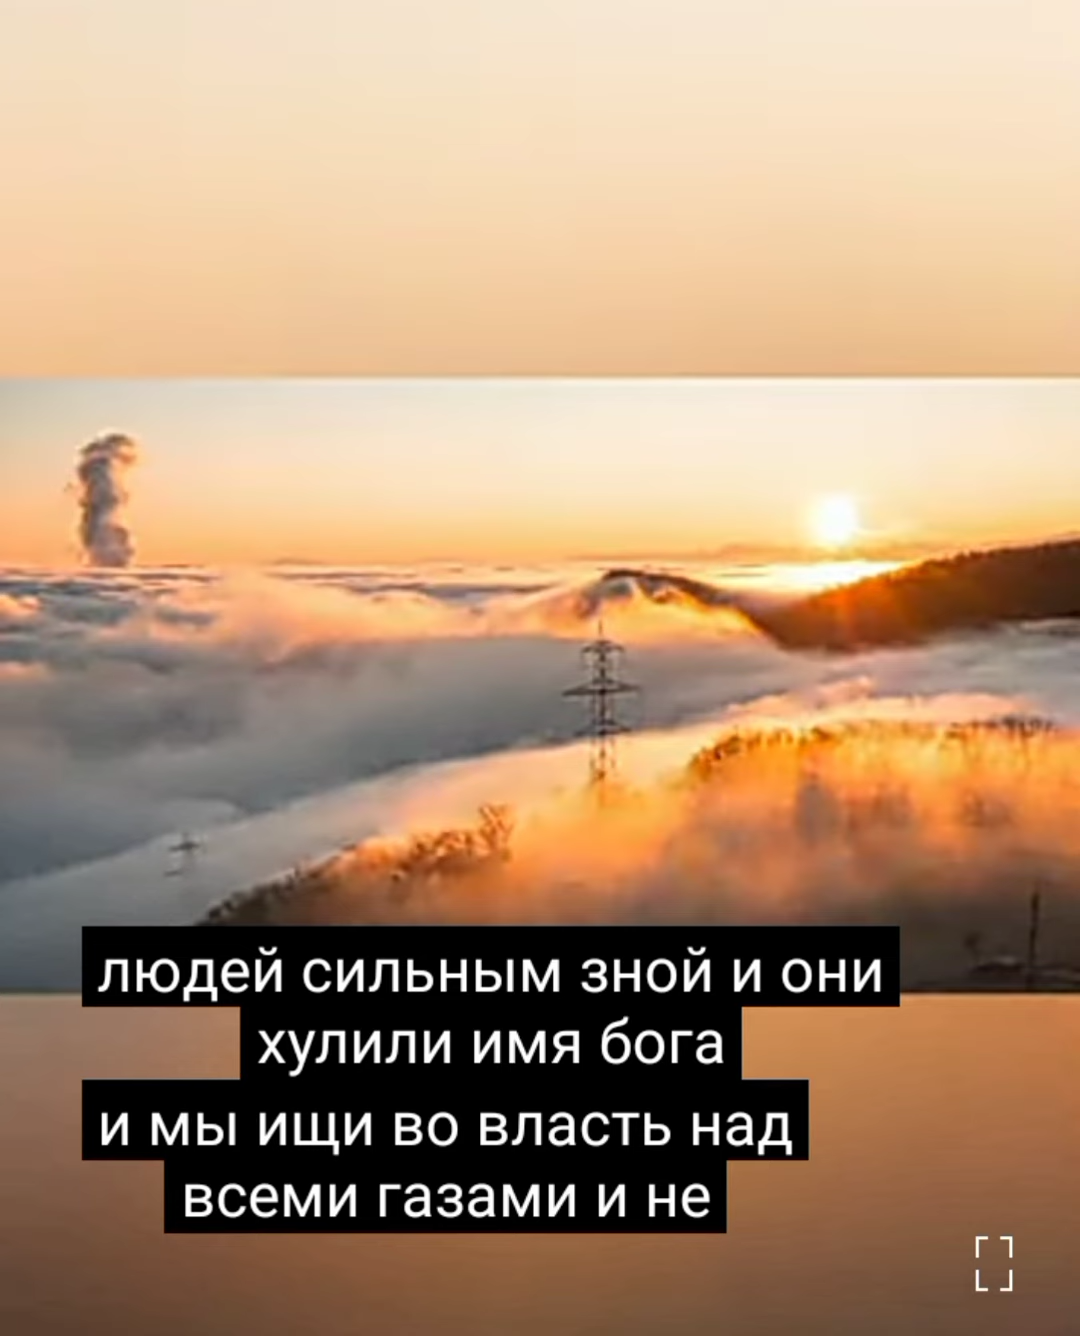 людей сильным зной и они
хулили имя бога
и мы ищи во власть над
всеми газами и не